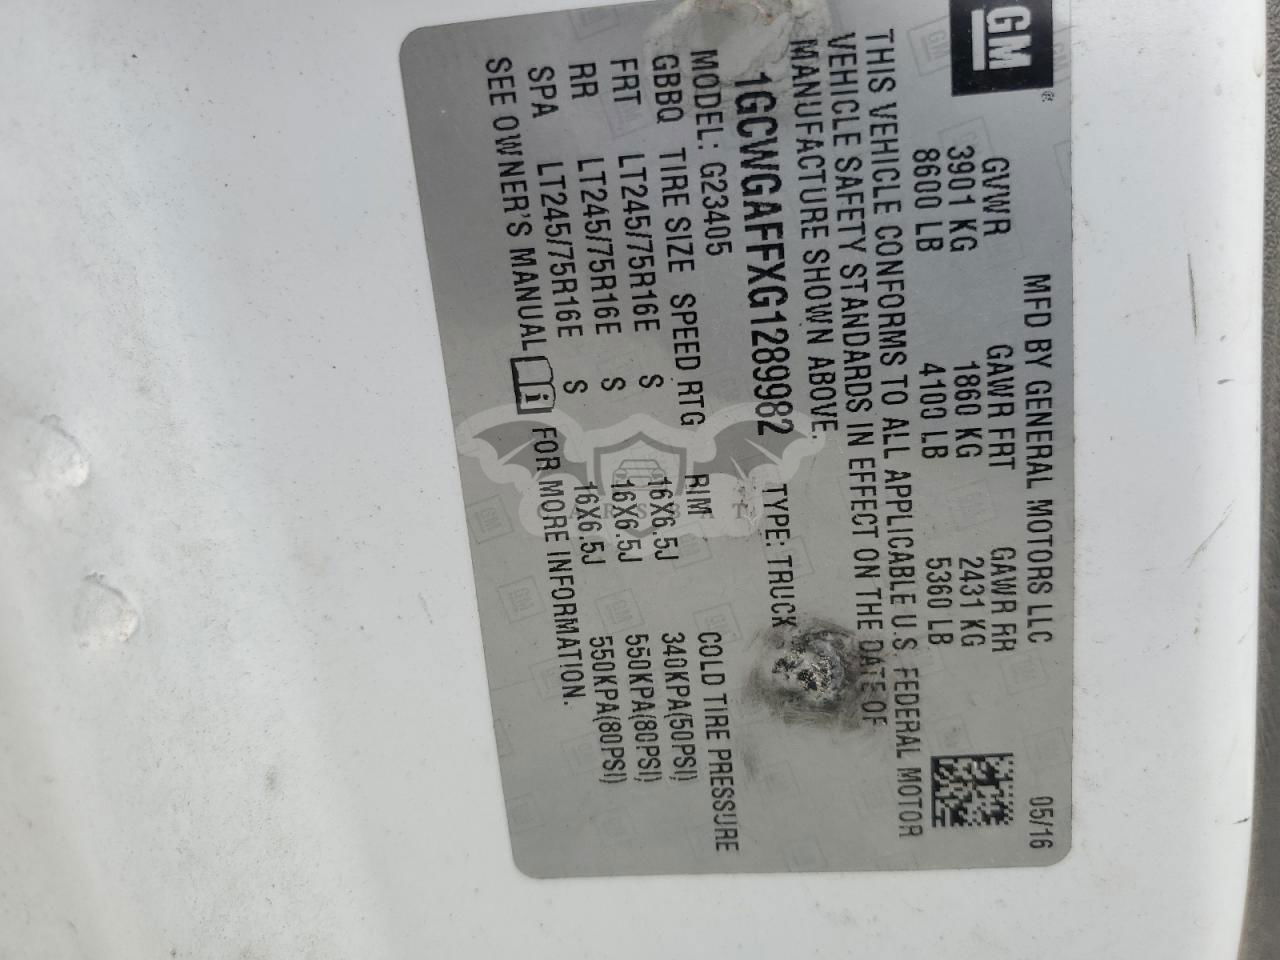 GM®
MFD BY GENERAL MOTORS LLC 05/16
GVWR GAWR FRT GAWR RR
3901 KG 1860 KG 2431 KG
8600 LB 4100 LB 5360 LB
THIS VEHICLE CONFORMS TO ALL APPLICABLE U.S. FEDERAL MOTOR
VEHICLE SAFETY STANDARDS IN EFFECT ON THE DATE OF
MANUFACTURE SHOWN ABOVE.
1GCWGAFFXG1289982 TYPE: TRUCK
MODEL: G23405
GBBQ TIRE SIZE SPEED RTG RIM COLD TIRE PRESSURE
FRT LT245/75R16E S 16X6.5J 340KPA(50PSI)
RR LT245/75R16E S 16X6.5J 550KPA(80PSI)
SPA LT245/75R16E S 16X6.5J 550KPA(80PSI)
SEE OWNER'S MANUAL i FOR MORE INFORMATION.
CARSBAT